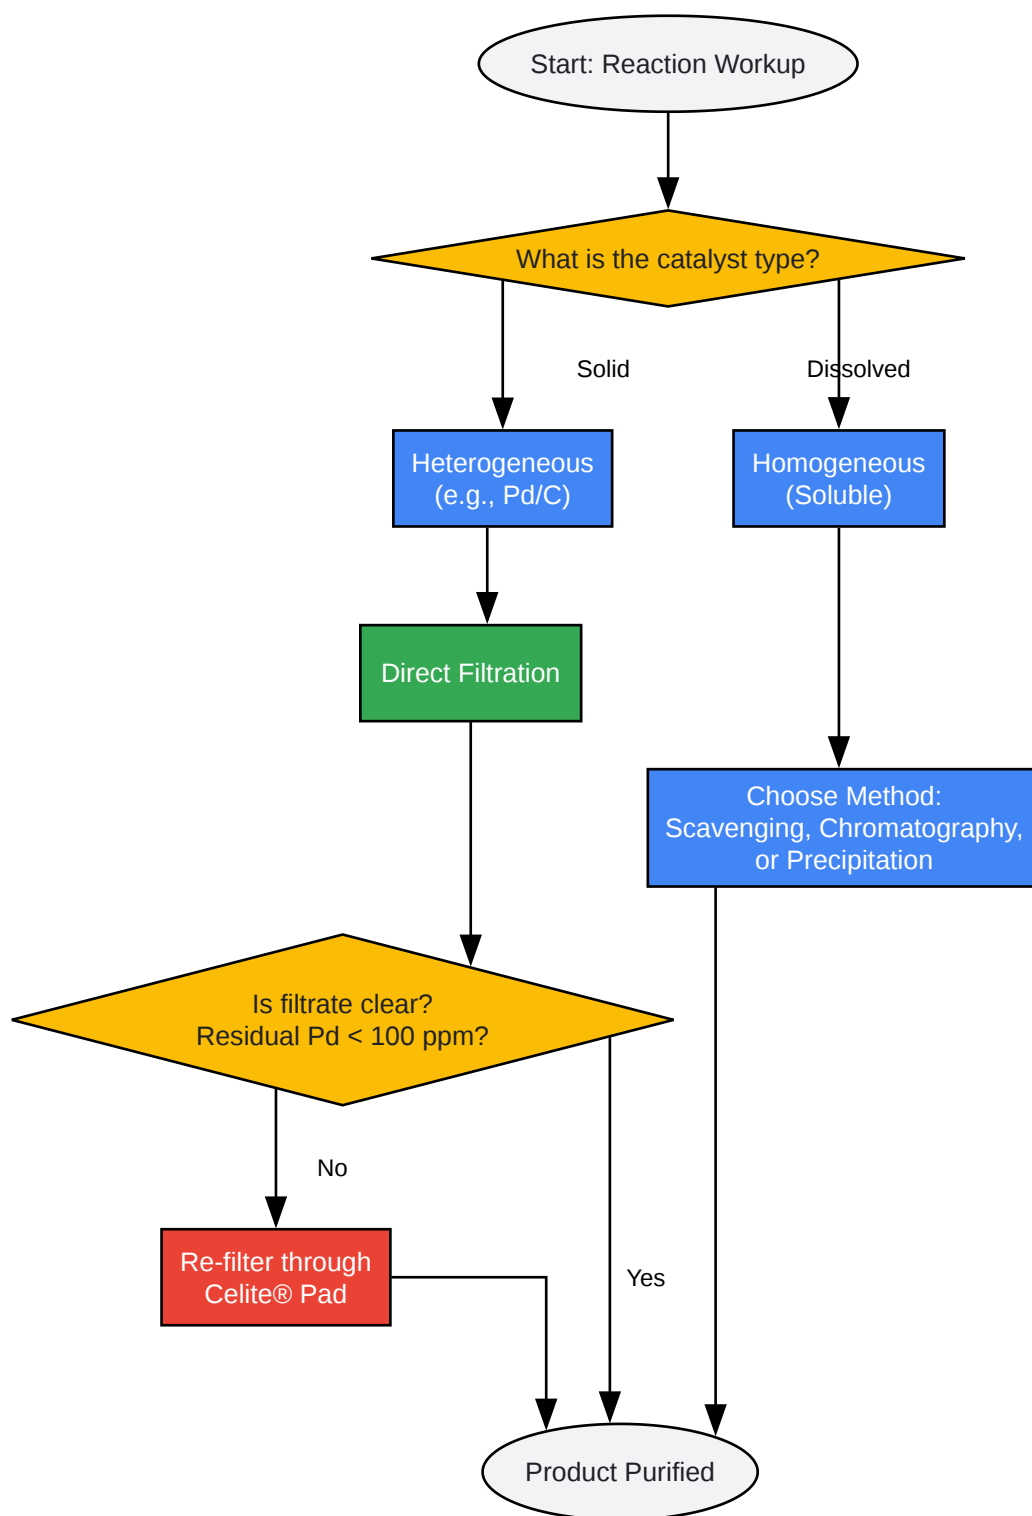 Start: Reaction Workup
What is the catalyst type?
Solid
Dissolved
Heterogeneous
(e.g., Pd/C)
Homogeneous
(Soluble)
Direct Filtration
Choose Method:
Scavenging, Chromatography,
or Precipitation
Is filtrate clear?
Residual Pd < 100 ppm?
No
Re-filter through
Celite® Pad
Yes
Product Purified